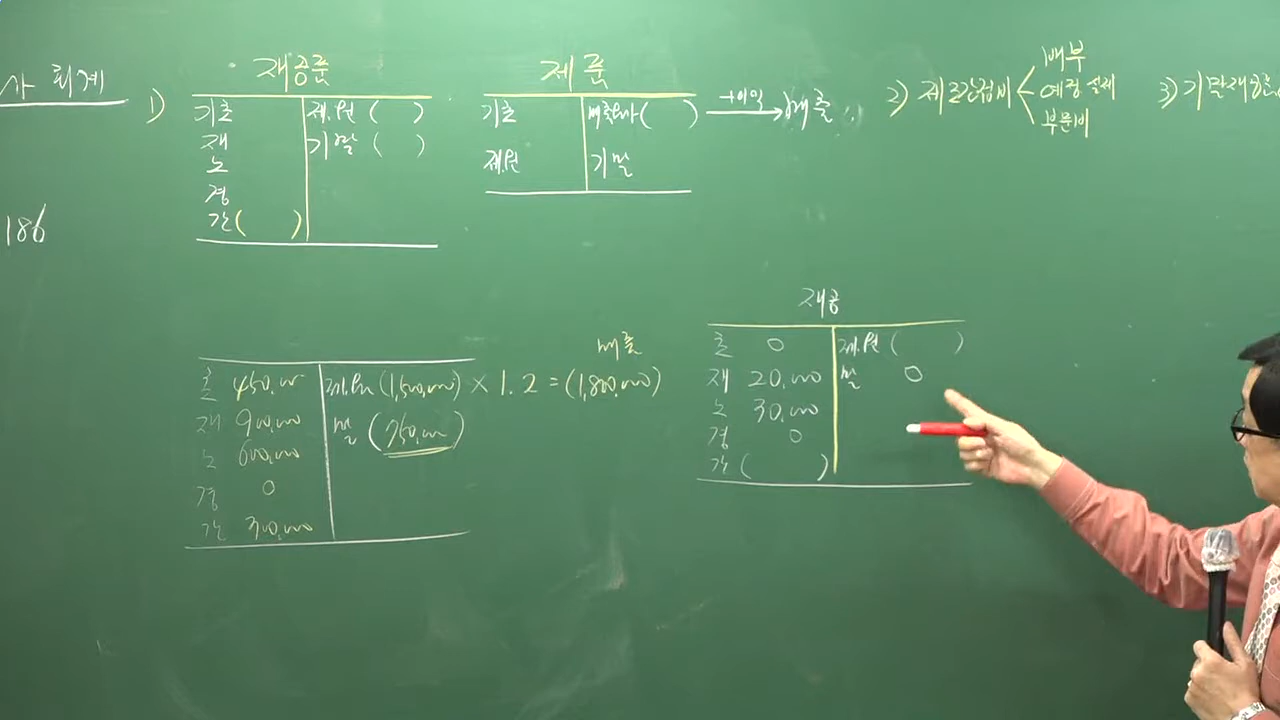 사 회계
186
1) 재공품
기초 제.원 ( )
재 기말 ( )
노
경
간 ( )
제품
기초 매출원가 ( )
제.원 기말
+이익 매출
2) 제조간접비
배부
예정 실제
부문비
3) 기말재공품
초 450,000 제.원 (1,500,000) × 1.2 = (1,800,000)
매출
재 900,000 말 (750,000)
노 600,000
경 0
간 300,000
재공
초 0 제.원 ( )
재 20,000 말 0
노 30,000
경 0
간 ( )